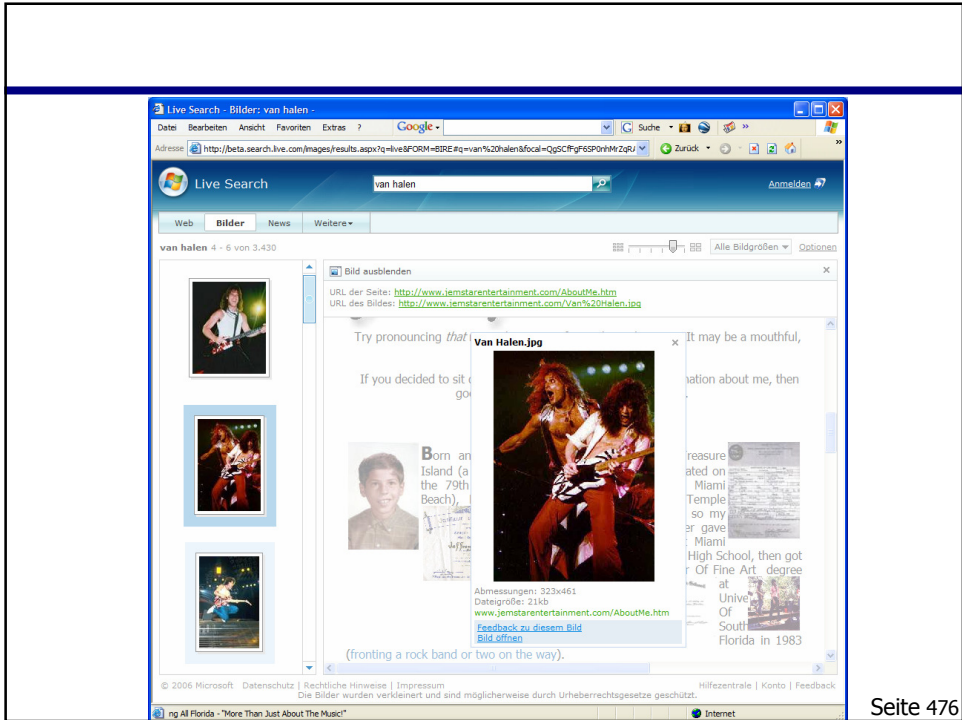 Live Search - Bilder: van halen -
Datei Bearbeiten Ansicht Favoriten Extras ? Google Suche »
Adresse http://beta.search.live.com/images/results.aspx?q=live&FORM=BIRE#q=van%20halen&focal= Zurück »
Live Search van halen Anmelden
Web Bilder News Weitere
van halen 4 - 6 von 3.430 Alle Bildgrößen Optionen
Bild ausblenden
URL der Seite: http://www.jemstarentertainment.com/AboutMe.htm
URL des Bildes: http://www.jemstarentertainment.com/Van%20Halen.jpg
Try pronouncing that It may be a mouthful,
Van Halen.jpg
If you decided to sit mation about me, then
Born an reasure
Island (a ated on
the 79th Miami
Beach), Temple
so my
er gave
Miami
High School, then got
Of Fine Art degree
at
Unive
Of
South
Florida in 1983
Abmessungen: 323x461
Dateigröße: 21kb
www.jemstarentertainment.com/AboutMe.htm
Feedback zu diesem Bild
Bild öffnen
(fronting a rock band or two on the way).
© 2006 Microsoft Datenschutz | Rechtliche Hinweise | Impressum Hilfezentrale | Konto | Feedback
Die Bilder wurden verkleinert und sind möglicherweise durch Urheberrechtsgesetze geschützt.
ng All Florida - "More Than Just About The Music!" Internet
Seite 476